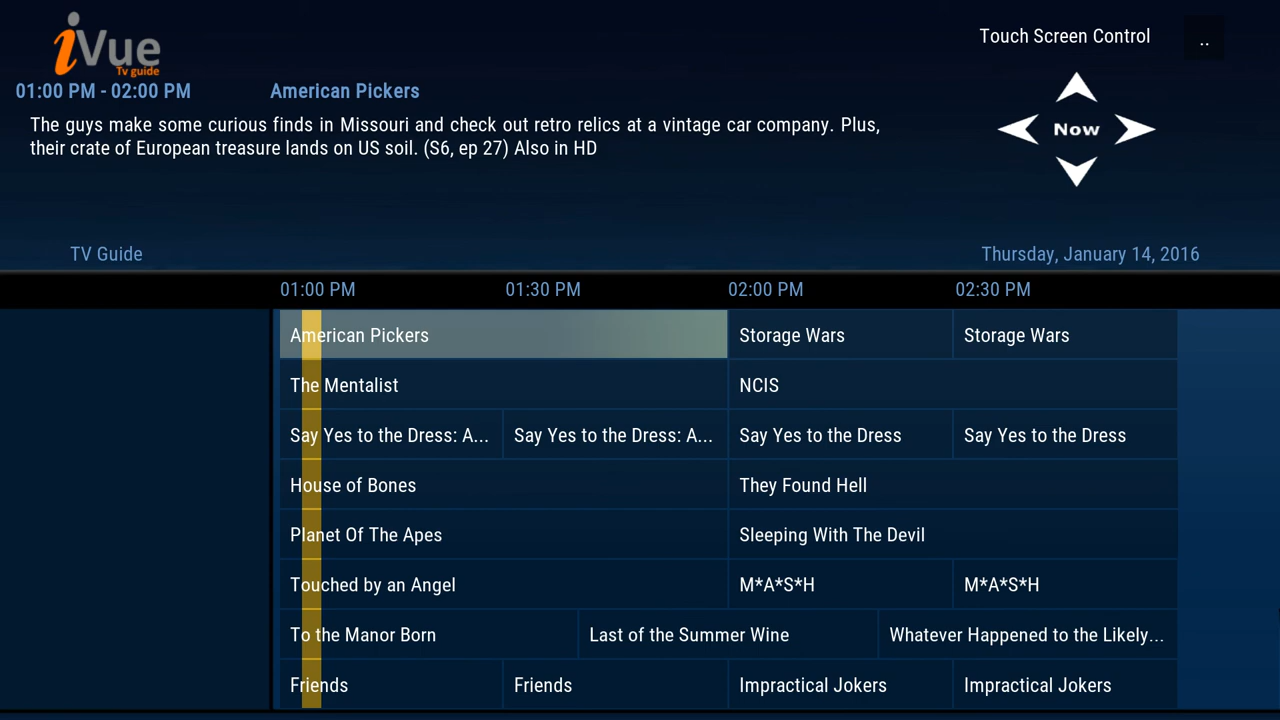 iVue
Tv guide
Touch Screen Control
..
01:00 PM - 02:00 PM American Pickers
The guys make some curious finds in Missouri and check out retro relics at a vintage car company. Plus,
their crate of European treasure lands on US soil. (S6, ep 27) Also in HD
Now
TV Guide Thursday, January 14, 2016
01:00 PM 01:30 PM 02:00 PM 02:30 PM
American Pickers Storage Wars Storage Wars
The Mentalist NCIS
Say Yes to the Dress: A... Say Yes to the Dress: A... Say Yes to the Dress Say Yes to the Dress
House of Bones They Found Hell
Planet Of The Apes Sleeping With The Devil
Touched by an Angel M*A*S*H M*A*S*H
To the Manor Born Last of the Summer Wine Whatever Happened to the Likely...
Friends Friends Impractical Jokers Impractical Jokers